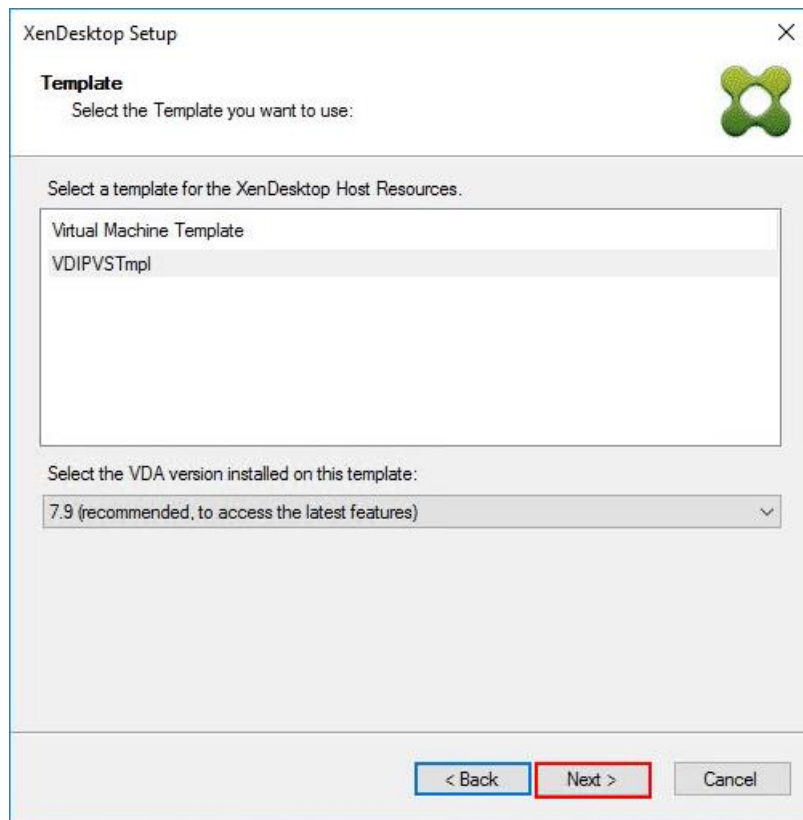 XenDesktop Setup
Template
Select the Template you want to use:
Select a template for the XenDesktop Host Resources.
Virtual Machine Template
VDIPVSTmpl
Select the VDA version installed on this template:
7.9 (recommended, to access the latest features)
< Back Next > Cancel